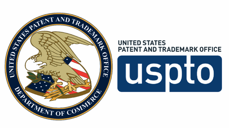 UNITED STATES PATENT AND TRADEMARK OFFICE
DEPARTMENT OF COMMERCE
UNITED STATES
PATENT AND TRADEMARK OFFICE
uspto